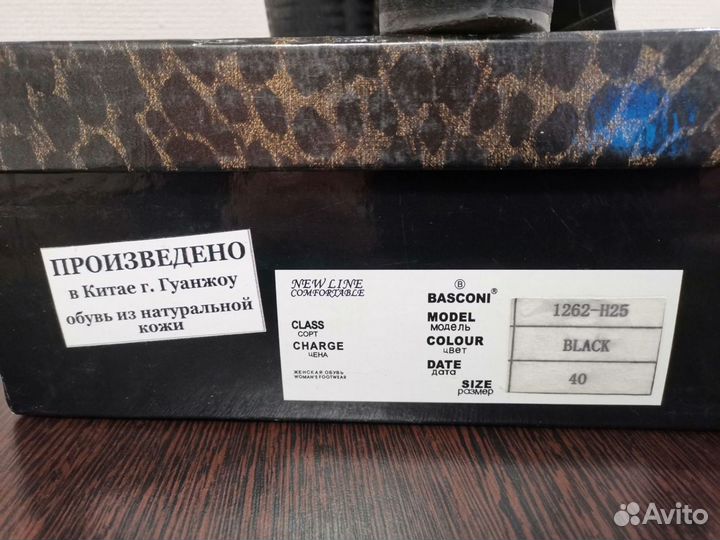 ПРОИЗВЕДЕНО
в Китае г. Гуанжоу
обувь из натуральной
кожи
NEW LINE
COMFORTABLE
CLASS
СОРТ
CHARGE
ЦЕНА
ЖЕНСКАЯ ОБУВЬ
WOMAN'S FOOTWEAR
B
BASCONI®
MODEL
МОДЕЛЬ
1262-H25
COLOUR
ЦВЕТ
BLACK
DATE
дата
SIZE
размер
40
Avito